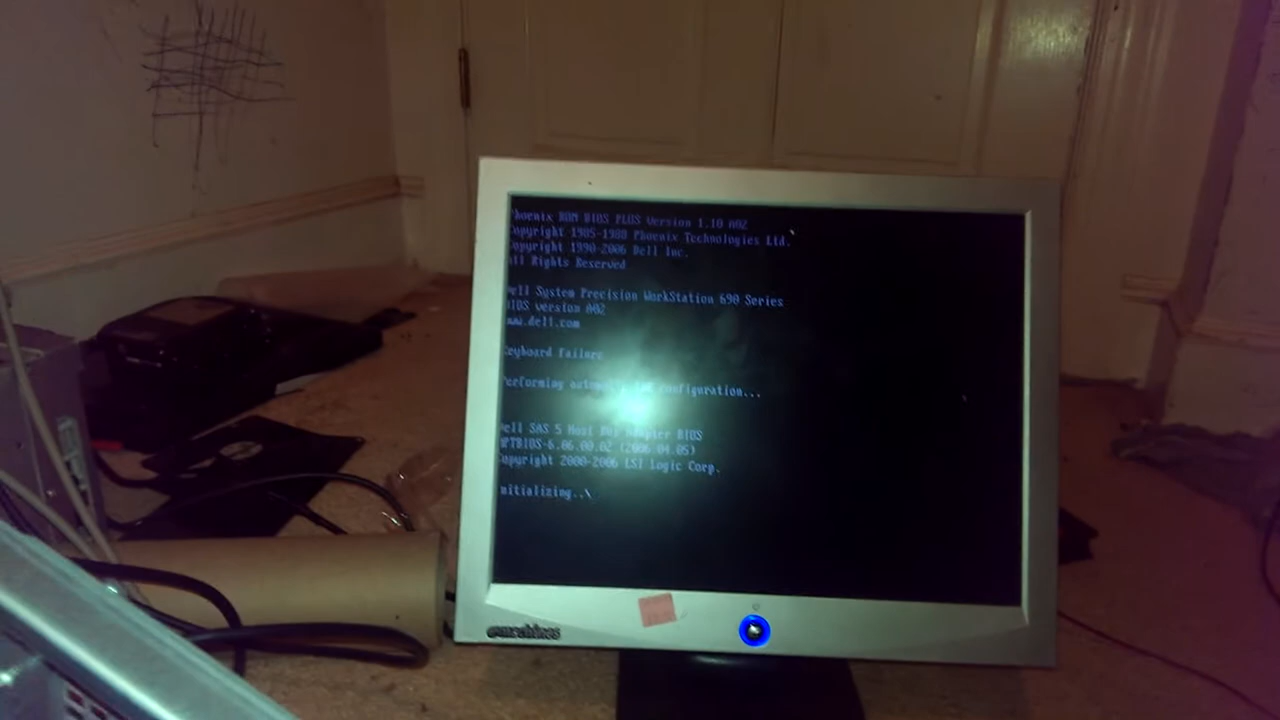 Phoenix ROM BIOS PLUS Version 1.10 A02
Copyright 1985-1988 Phoenix Technologies Ltd.
Copyright 1990-2006 Dell Inc.
All Rights Reserved
Dell System Precision WorkStation 690 Series
BIOS version A02
www.dell.com
Keyboard Failure
Performing automatic configuration...
Dell SAS 5 Host Bus Adapter BIOS
MPTBIOS-6.06.00.02 (2006.04.05)
Copyright 2000-2006 LSI Logic Corp.
Initializing..\
emachines